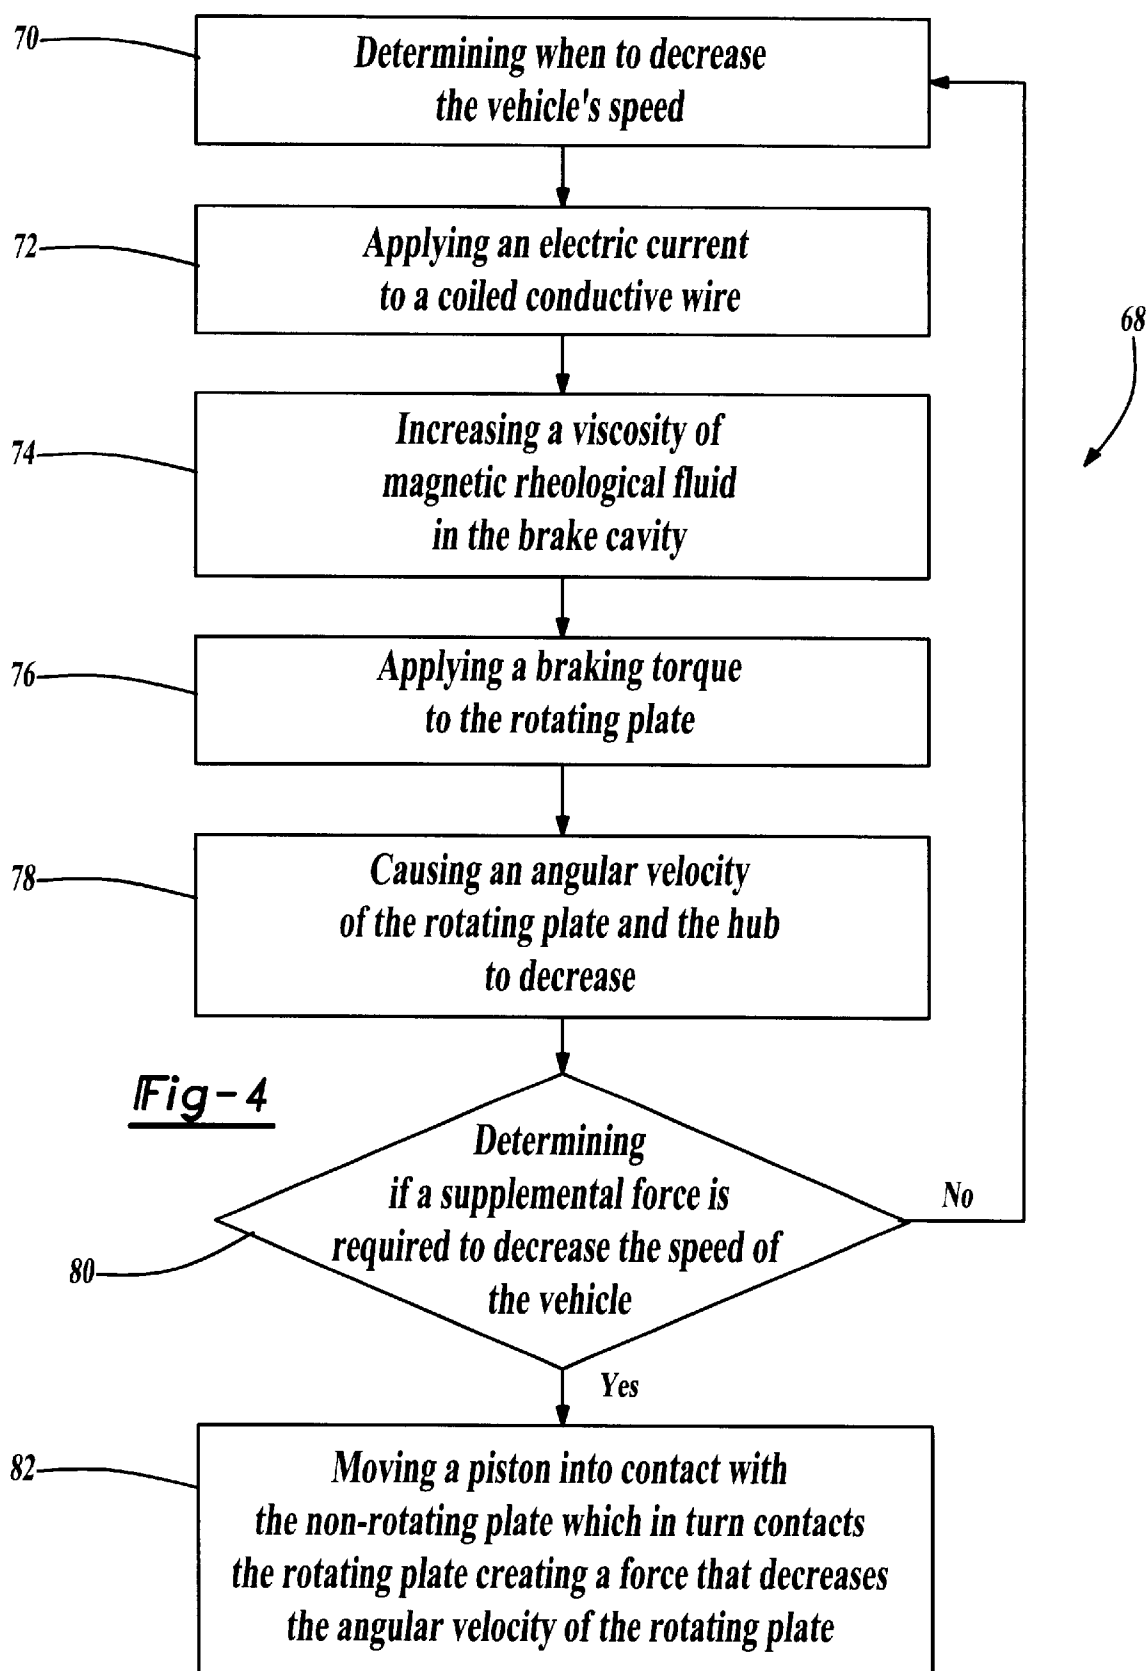 70
Determining when to decrease
the vehicle's speed
72
Applying an electric current
to a coiled conductive wire
68
74
Increasing a viscosity of
magnetic rheological fluid
in the brake cavity
76
Applying a braking torque
to the rotating plate
78
Causing an angular velocity
of the rotating plate and the hub
to decrease
Fig-4
Determining
if a supplemental force is
required to decrease the speed of
the vehicle
No
80
Yes
82
Moving a piston into contact with
the non-rotating plate which in turn contacts
the rotating plate creating a force that decreases
the angular velocity of the rotating plate